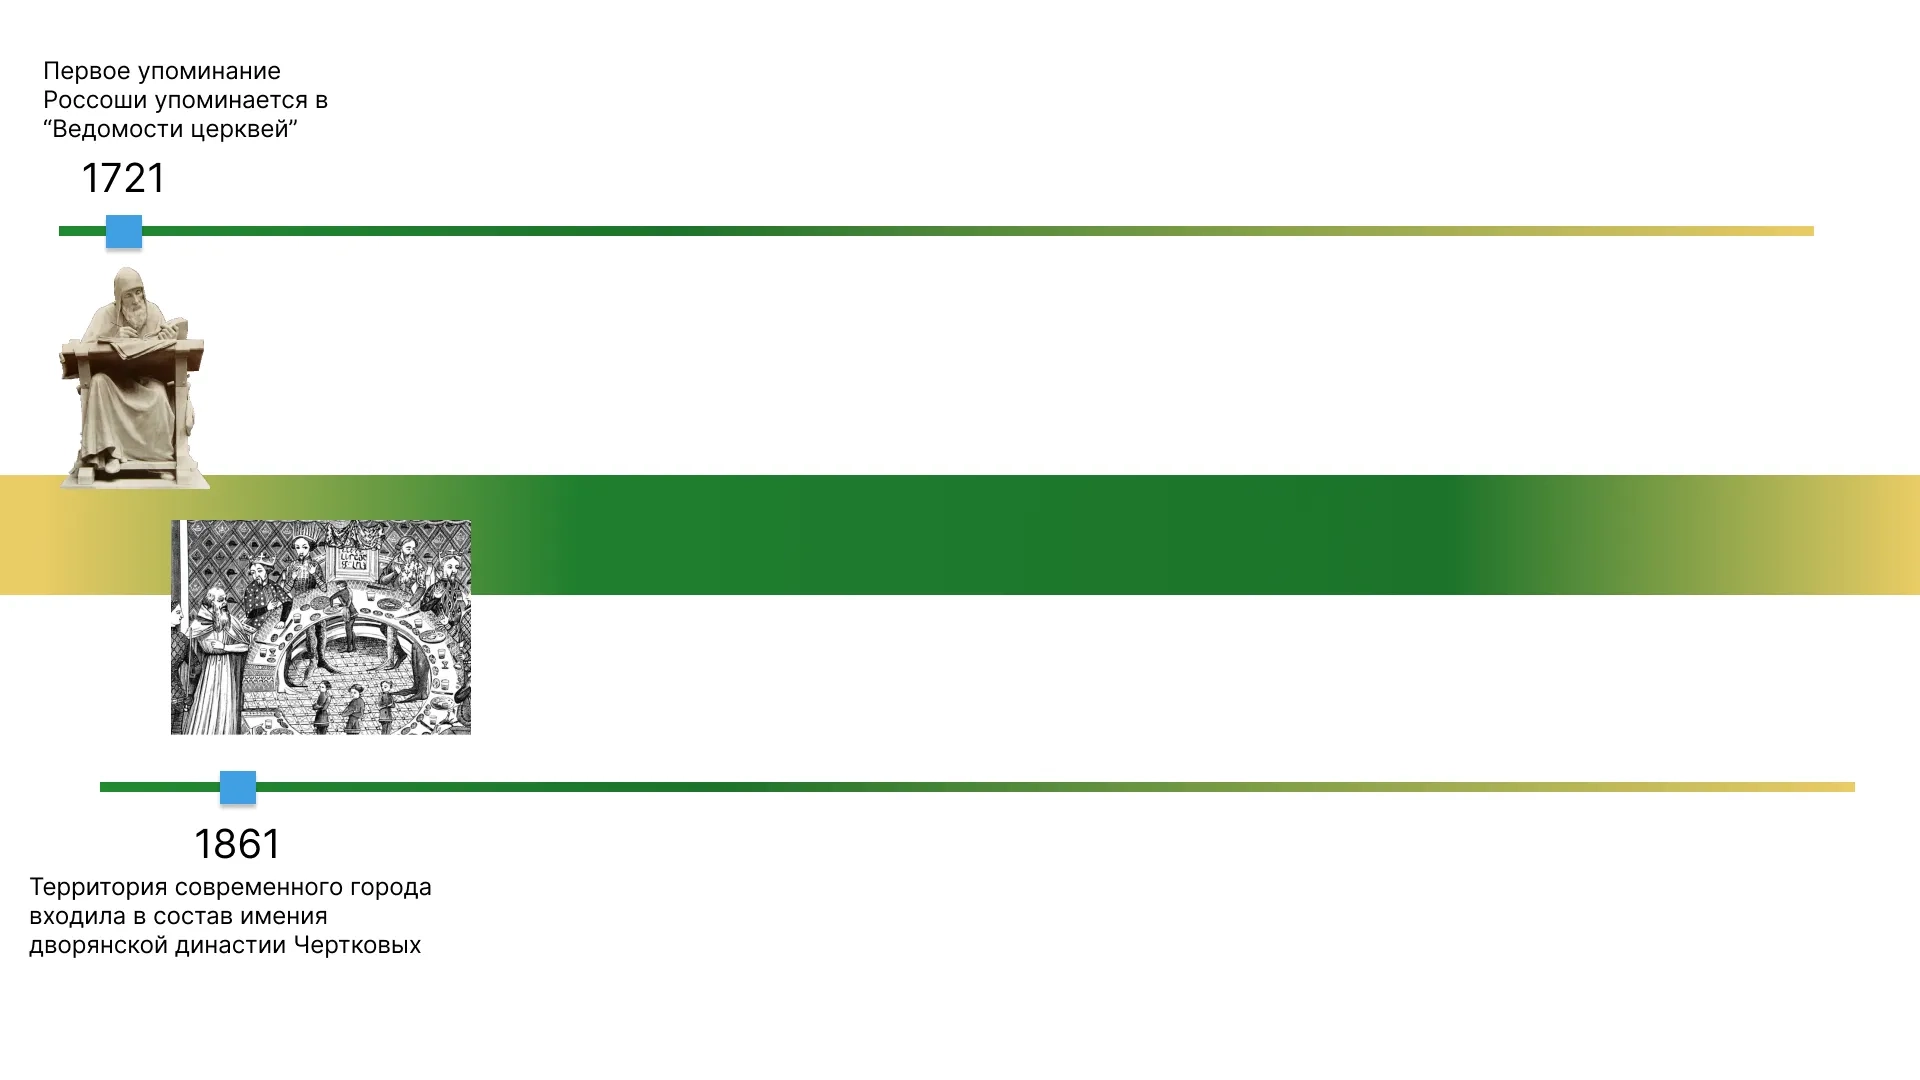 Первое упоминание
Россоши упоминается в
“Ведомости церквей”
1721
1861
Территория современного города
входила в состав имения
дворянской династии Чертковых